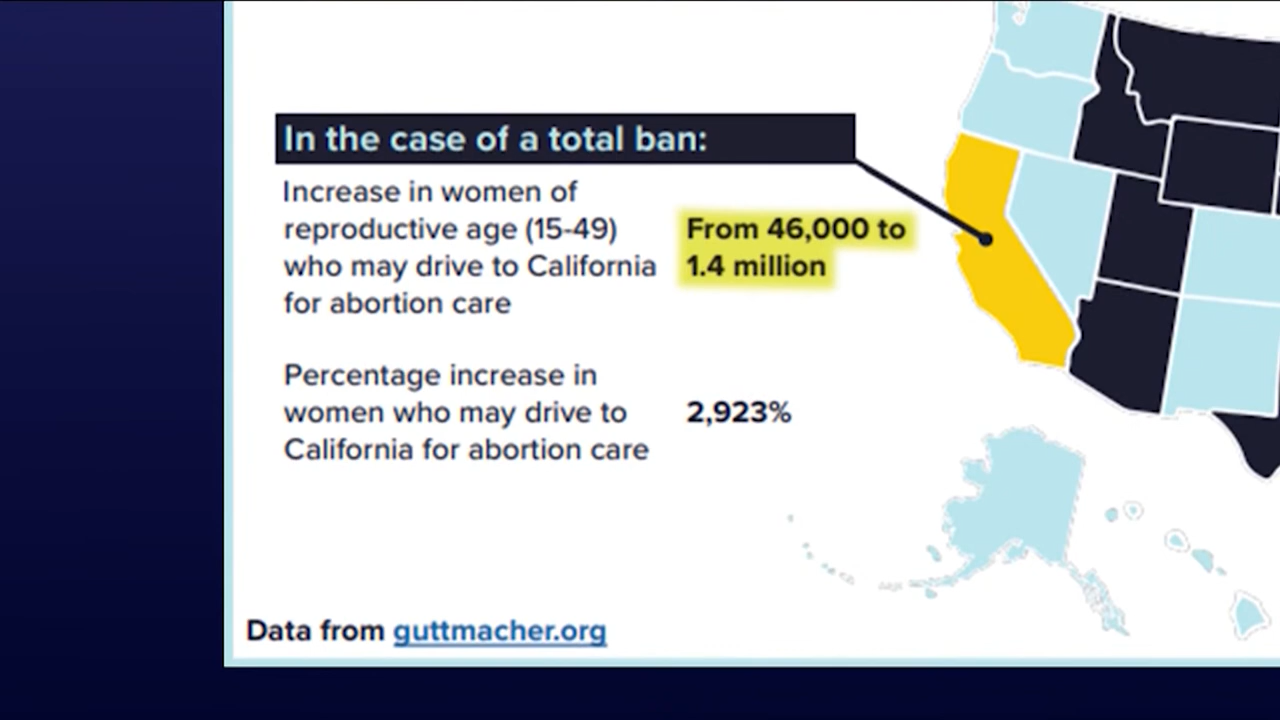 In the case of a total ban:
Increase in women of
reproductive age (15-49)
who may drive to California
for abortion care
From 46,000 to
1.4 million
Percentage increase in
women who may drive to
California for abortion care
2,923%
Data from guttmacher.org